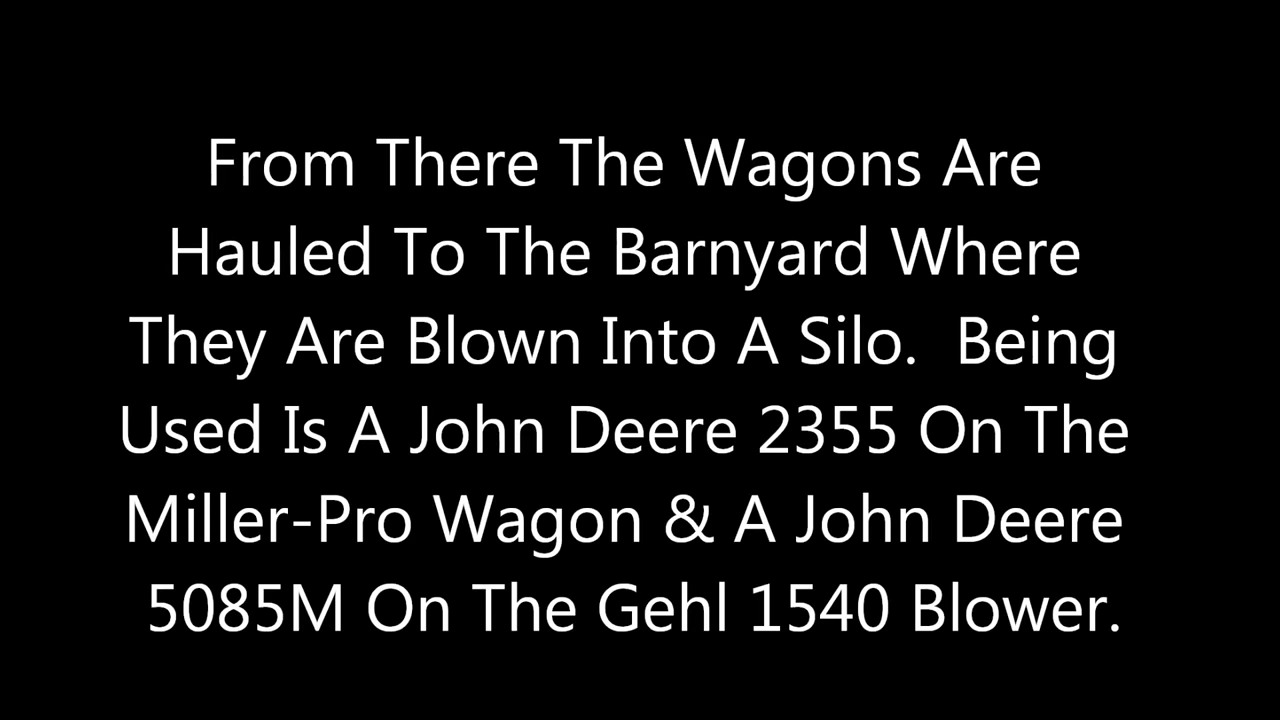 From There The Wagons Are
Hauled To The Barnyard Where
They Are Blown Into A Silo.  Being
Used Is A John Deere 2355 On The
Miller-Pro Wagon & A John Deere
5085M On The Gehl 1540 Blower.